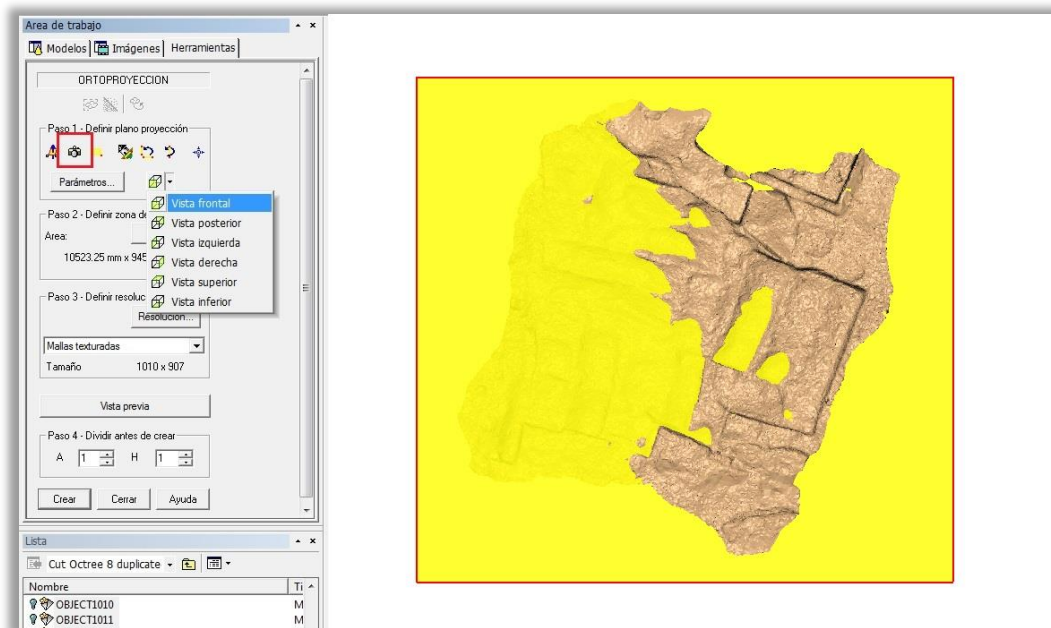 Area de trabajo
Modelos Imágenes Herramientas
ORTOPROYECCION
Paso 1 - Definir plano proyección
Parámetros...
Vista frontal
Vista posterior
Vista izquierda
Vista derecha
Vista superior
Vista inferior
Paso 2 - Definir zona de
Area:
10523.25 mm x 945
Paso 3 - Definir resoluc
Resolución...
Mallas texturadas
Tamaño 1010 x 907
Vista previa
Paso 4 - Dividir antes de crear
A 1 H 1
Crear Cerrar Ayuda
Lista
Cut Octree 8 duplicate
Nombre Ti
OBJECT1010 M
OBJECT1011 M